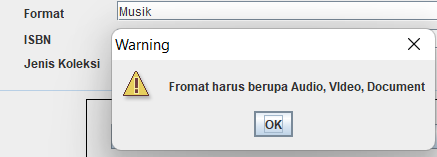 Format
Musik
ISBN
Warning
Jenis Koleksi
Fromat harus berupa Audio, VIdeo, Document
OK